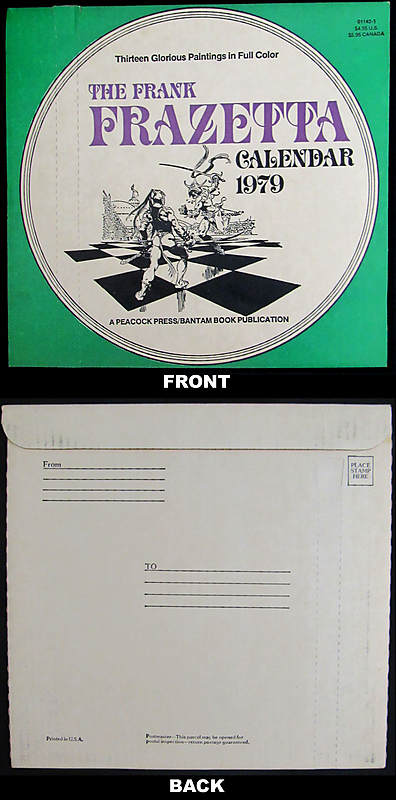 01142-5
$4.95 U.S.
$5.95 CANADA
Thirteen Glorious Paintings in Full Color
THE FRANK
FRAZETTA
CALENDAR
1979
A PEACOCK PRESS/BANTAM BOOK PUBLICATION
FRONT
From
PLACE
STAMP
HERE
TO
Printed in U.S.A.
Postmaster—This parcel may be opened for
postal inspection—return postage guaranteed.
BACK